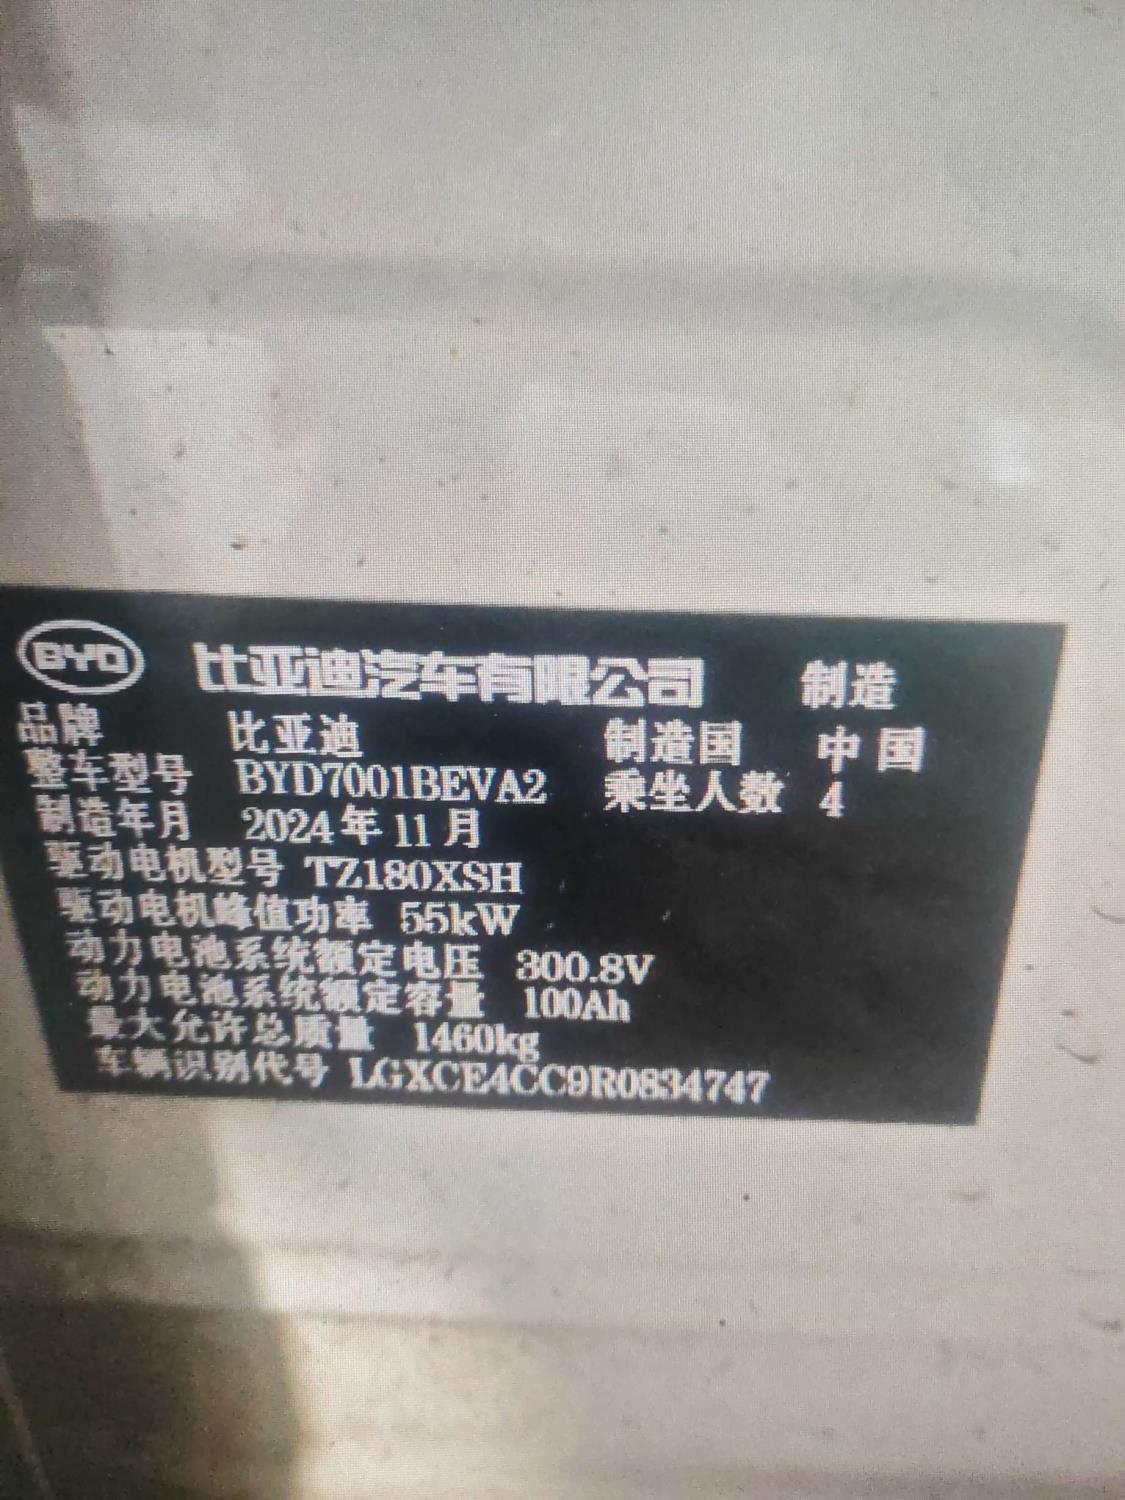 BYD 比亚迪汽车有限公司 制造
品牌 比亚迪 制造国 中国
整车型号 BYD7001BEVA2 乘坐人数 4
制造年月 2024年11月
驱动电机型号 TZ180XSH
驱动电机峰值功率 55kW
动力电池系统额定电压 300.8V
动力电池系统额定容量 100Ah
最大允许总质量 1460kg
车辆识别代号 LGXCE4CC9R0834747